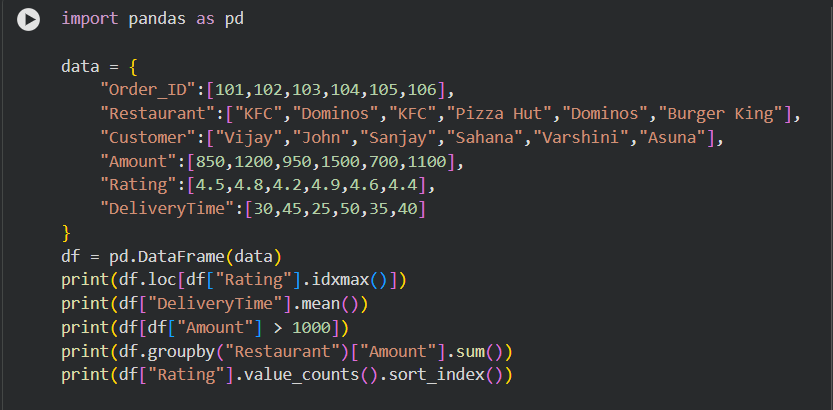 import pandas as pd
data = {
"Order_ID":[101,102,103,104,105,106],
"Restaurant":["KFC","Dominos","KFC","Pizza Hut","Dominos","Burger King"],
"Customer":["Vijay","John","Sanjay","Sahana","Varshini","Asuna"],
"Amount":[850,1200,950,1500,700,1100],
"Rating":[4.5,4.8,4.2,4.9,4.6,4.4],
"DeliveryTime":[30,45,25,50,35,40]
}
df = pd.DataFrame(data)
print(df.loc[df["Rating"].idxmax()])
print(df["DeliveryTime"].mean())
print(df[df["Amount"] > 1000])
print(df.groupby("Restaurant")["Amount"].sum())
print(df["Rating"].value_counts().sort_index())